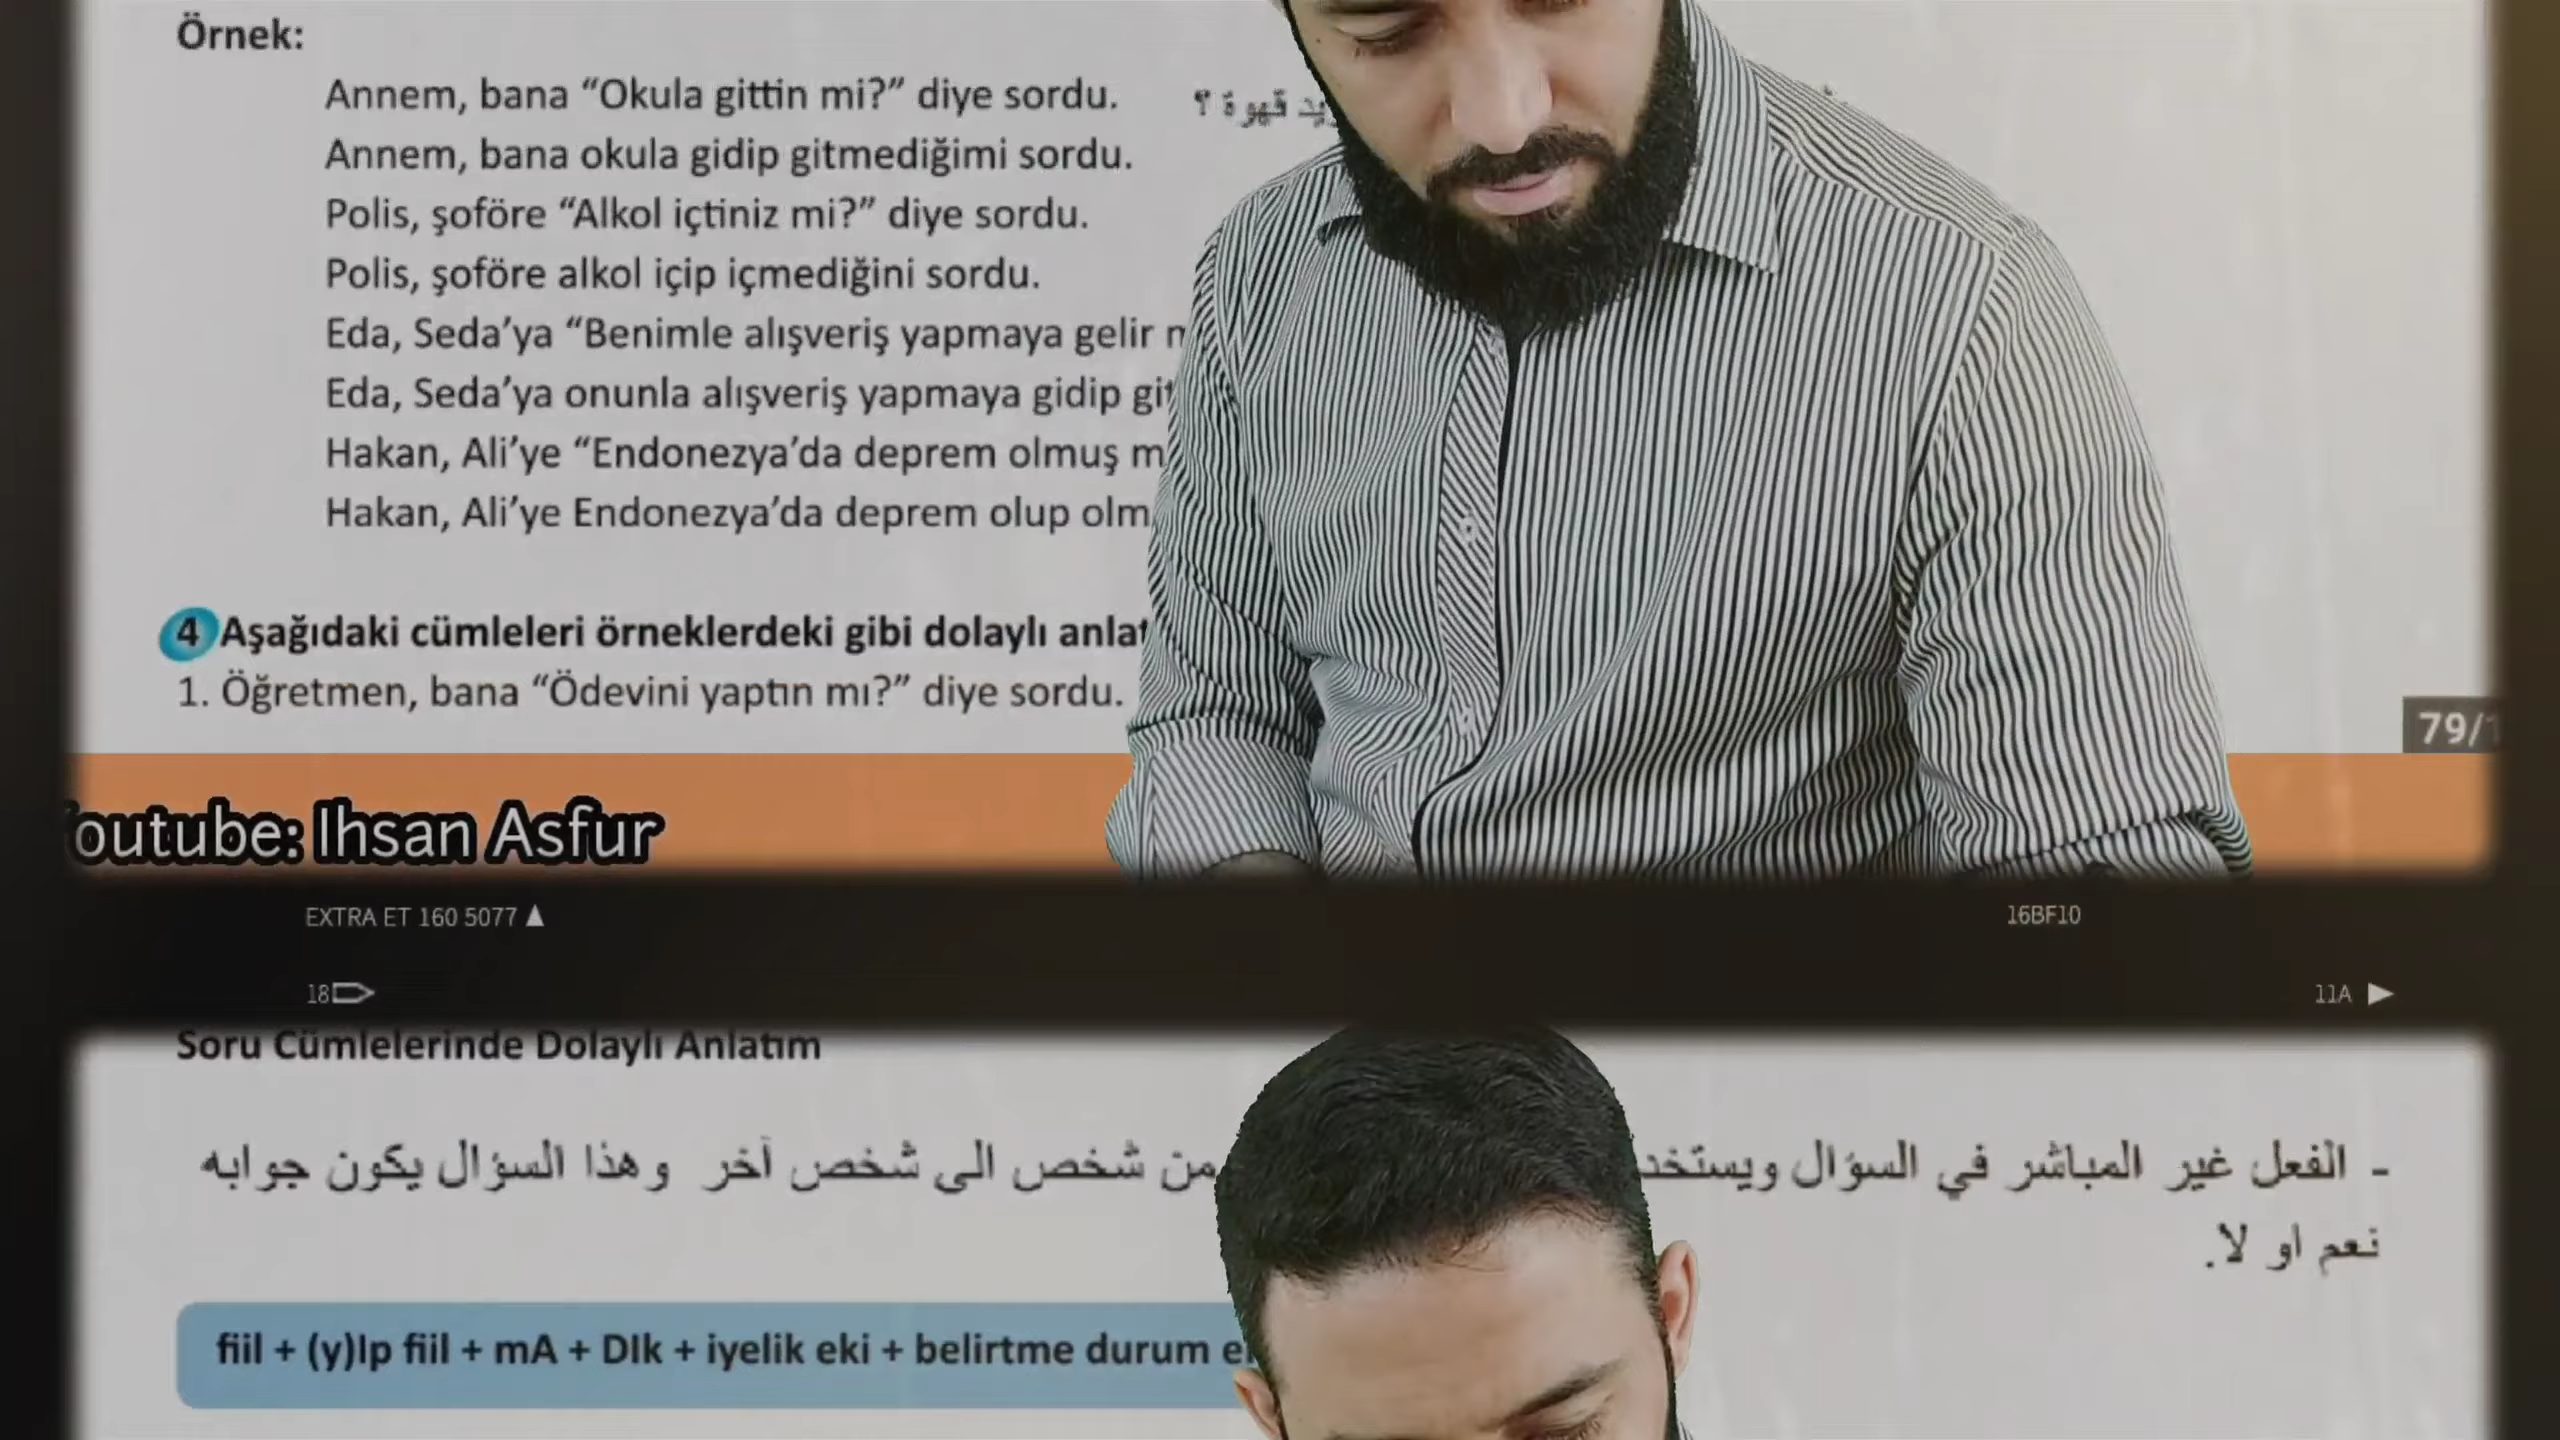 Örnek:
Annem, bana “Okula gittin mi?” diye sordu.
قهوة ؟
Annem, bana okula gidip gitmediğimi sordu.
Polis, şoföre “Alkol içtiniz mi?” diye sordu.
Polis, şoföre alkol içip içmediğini sordu.
Eda, Seda’ya “Benimle alışveriş yapmaya gelir
Eda, Seda’ya onunla alışveriş yapmaya gidip
Hakan, Ali’ye “Endonezya’da deprem olmuş
Hakan, Ali’ye Endonezya’da deprem olup
4 Aşağıdaki cümleleri örneklerdeki gibi dolaylı
1. Öğretmen, bana “Ödevini yaptın mı?” diye sordu.
79/
outube: Ihsan Asfur
EXTRA ET 160 5077 ▲
16BF10
18
11A ▶
Soru Cümlelerinde Dolaylı Anlatım
- الفعل غير المباشر في السؤال من شخص الى شخص آخر وهذا السؤال يكون جوابه
نعم او لا.
fiil + (y)Ip fiil + mA + DIk + iyelik eki + belirtme durum